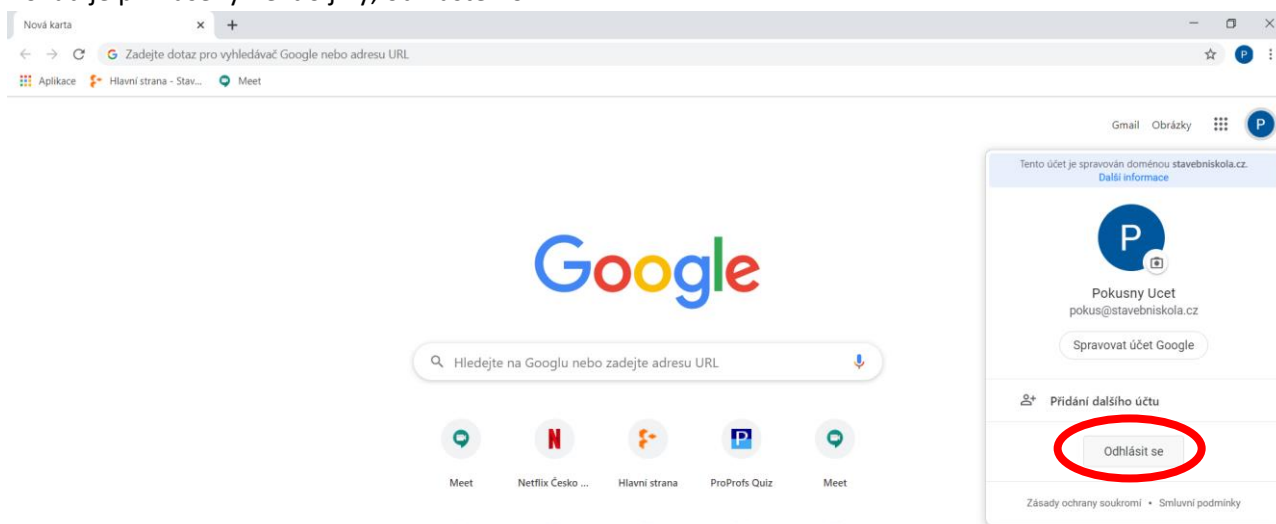 Nová karta
Zadejte dotaz pro vyhledávač Google nebo adresu URL
P
Aplikace
Hlavní strana - Stav...
Meet
Gmail
Obrázky
P
Tento účet je spravován doménou stavebniskola.cz.
Další informace
P
Google
Pokusny Ucet
pokus@stavebniskola.cz
Spravovat účet Google
Hledejte na Googlu nebo zadejte adresu URL
Přidání dalšího účtu
Odhlásit se
Meet
Netflix Česko ...
Hlavní strana
ProProfs Quiz
Meet
Zásady ochrany soukromí • Smluvní podmínky